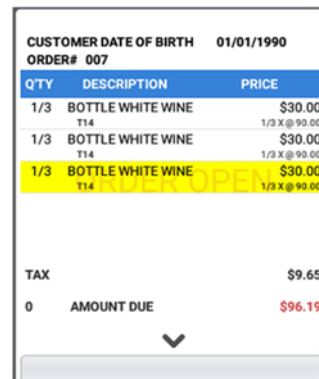 CUSTOMER DATE OF BIRTH 01/01/1990
ORDER# 007
Q'TY DESCRIPTION PRICE
1/3 BOTTLE WHITE WINE $30.00
T14 1/3 X @ 90.00
1/3 BOTTLE WHITE WINE $30.00
T14 1/3 X @ 90.00
1/3 BOTTLE WHITE WINE $30.00
T14 1/3 X @ 90.00
ORDER OPEN
TAX $9.65
0 AMOUNT DUE $96.19